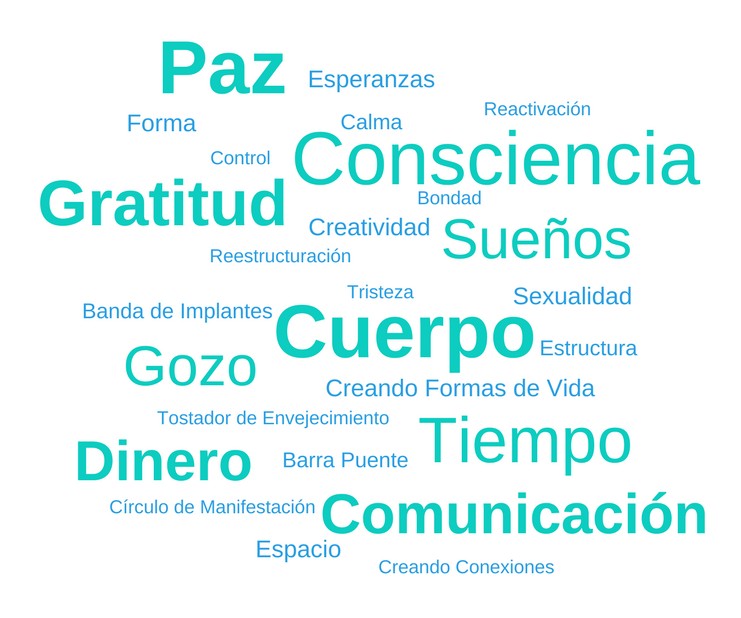 Paz
Esperanzas
Reactivación
Forma
Calma
Control
Consciencia
Gratitud
Bondad
Creatividad
Sueños
Reestructuración
Tristeza
Sexualidad
Banda de Implantes
Cuerpo
Estructura
Gozo
Creando Formas de Vida
Tostador de Envejecimiento
Tiempo
Dinero
Barra Puente
Círculo de Manifestación
Comunicación
Espacio
Creando Conexiones